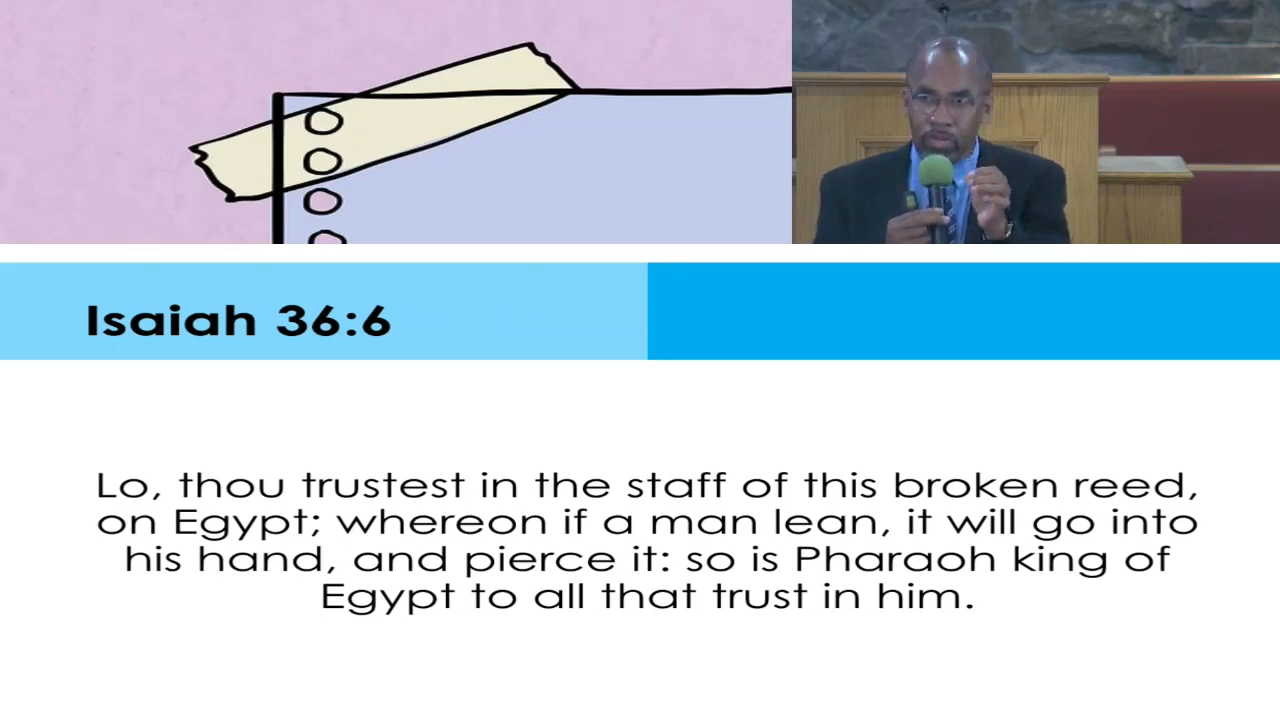 Isaiah 36:6
Lo, thou trustest in the staff of this broken reed,
on Egypt; whereon if a man lean, it will go into
his hand, and pierce it: so is Pharaoh king of
Egypt to all that trust in him.